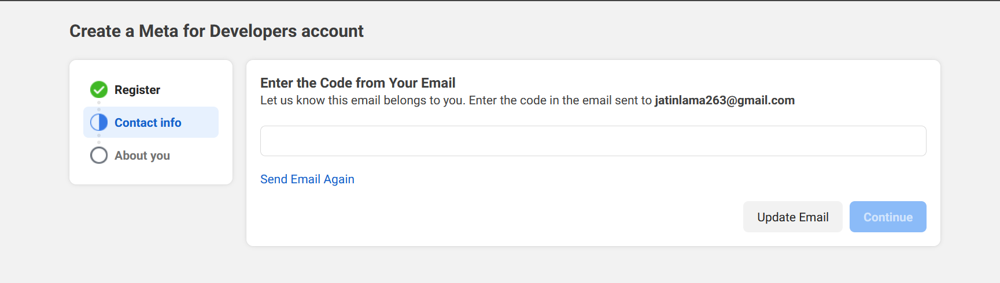 Create a Meta for Developers account
Register
Contact info
About you
Enter the Code from Your Email
Let us know this email belongs to you. Enter the code in the email sent to jatinlama263@gmail.com
Send Email Again
Update Email
Continue